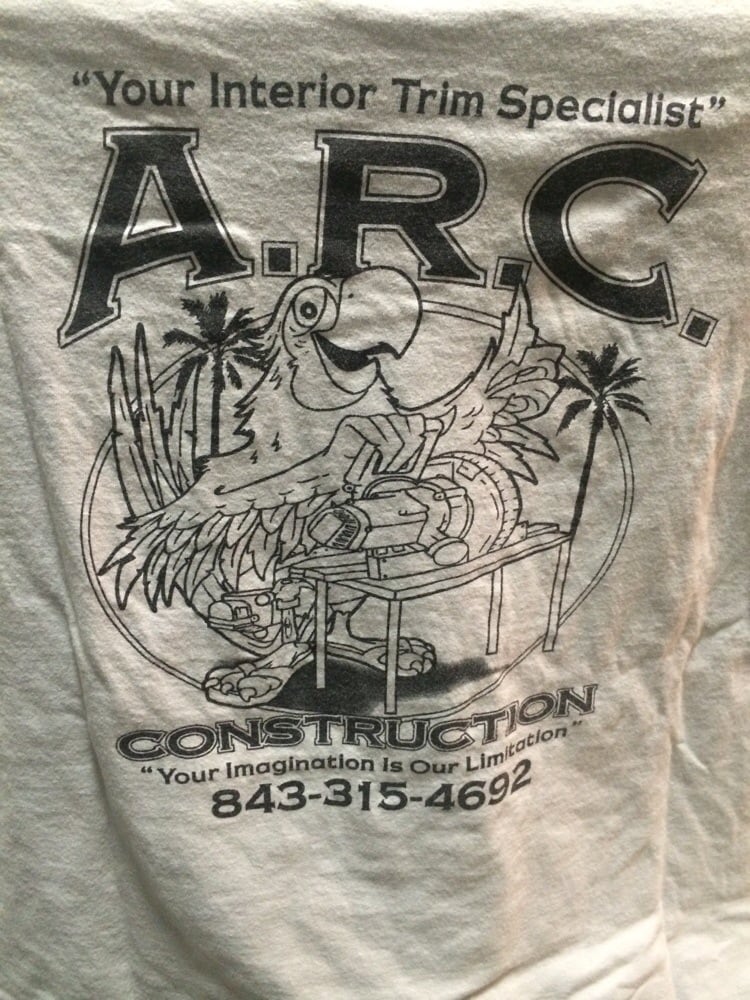 “Your Interior Trim Specialist”
A.R.C.
CONSTRUCTION
“Your Imagination Is Our Limitation”
843-315-4692